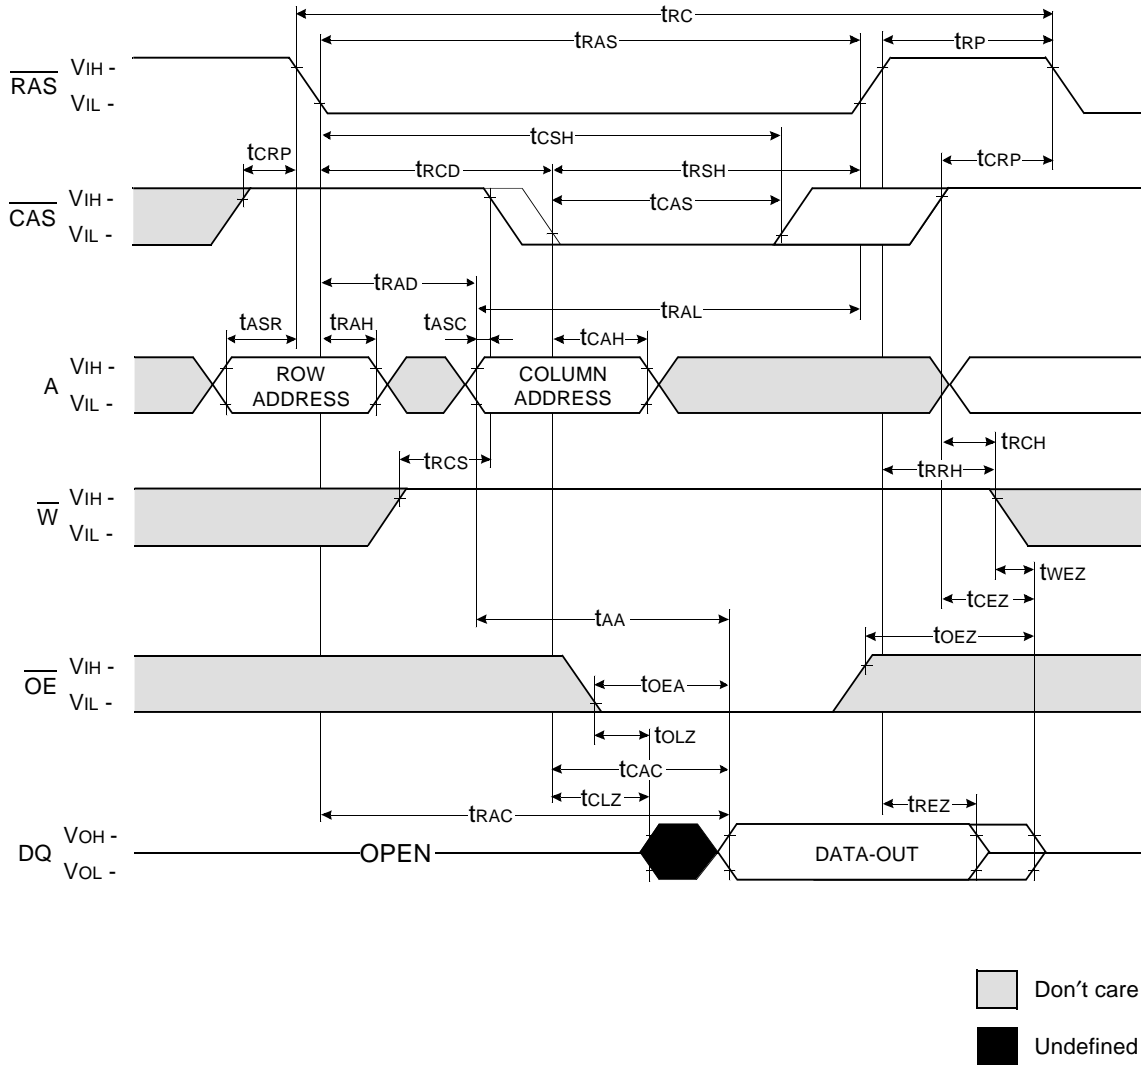 tRC
tRAS
tRP
RAS
VIH -
VIL -
tCSH
tCRP
tRCD
tRSH
tCRP
CAS
VIH -
VIL -
tCAS
tRAD
tRAL
tASR
tRAH
tASC
tCAH
A
VIH -
VIL -
ROW
ADDRESS
COLUMN
ADDRESS
tRCH
tRCS
tRRH
W
VIH -
VIL -
tWEZ
tCEZ
tAA
tOEZ
OE
VIH -
VIL -
tOEA
tOLZ
tCAC
tCLZ
tREZ
tRAC
DQ
VOH -
VOL -
OPEN
DATA-OUT
Don′t care
Undefined